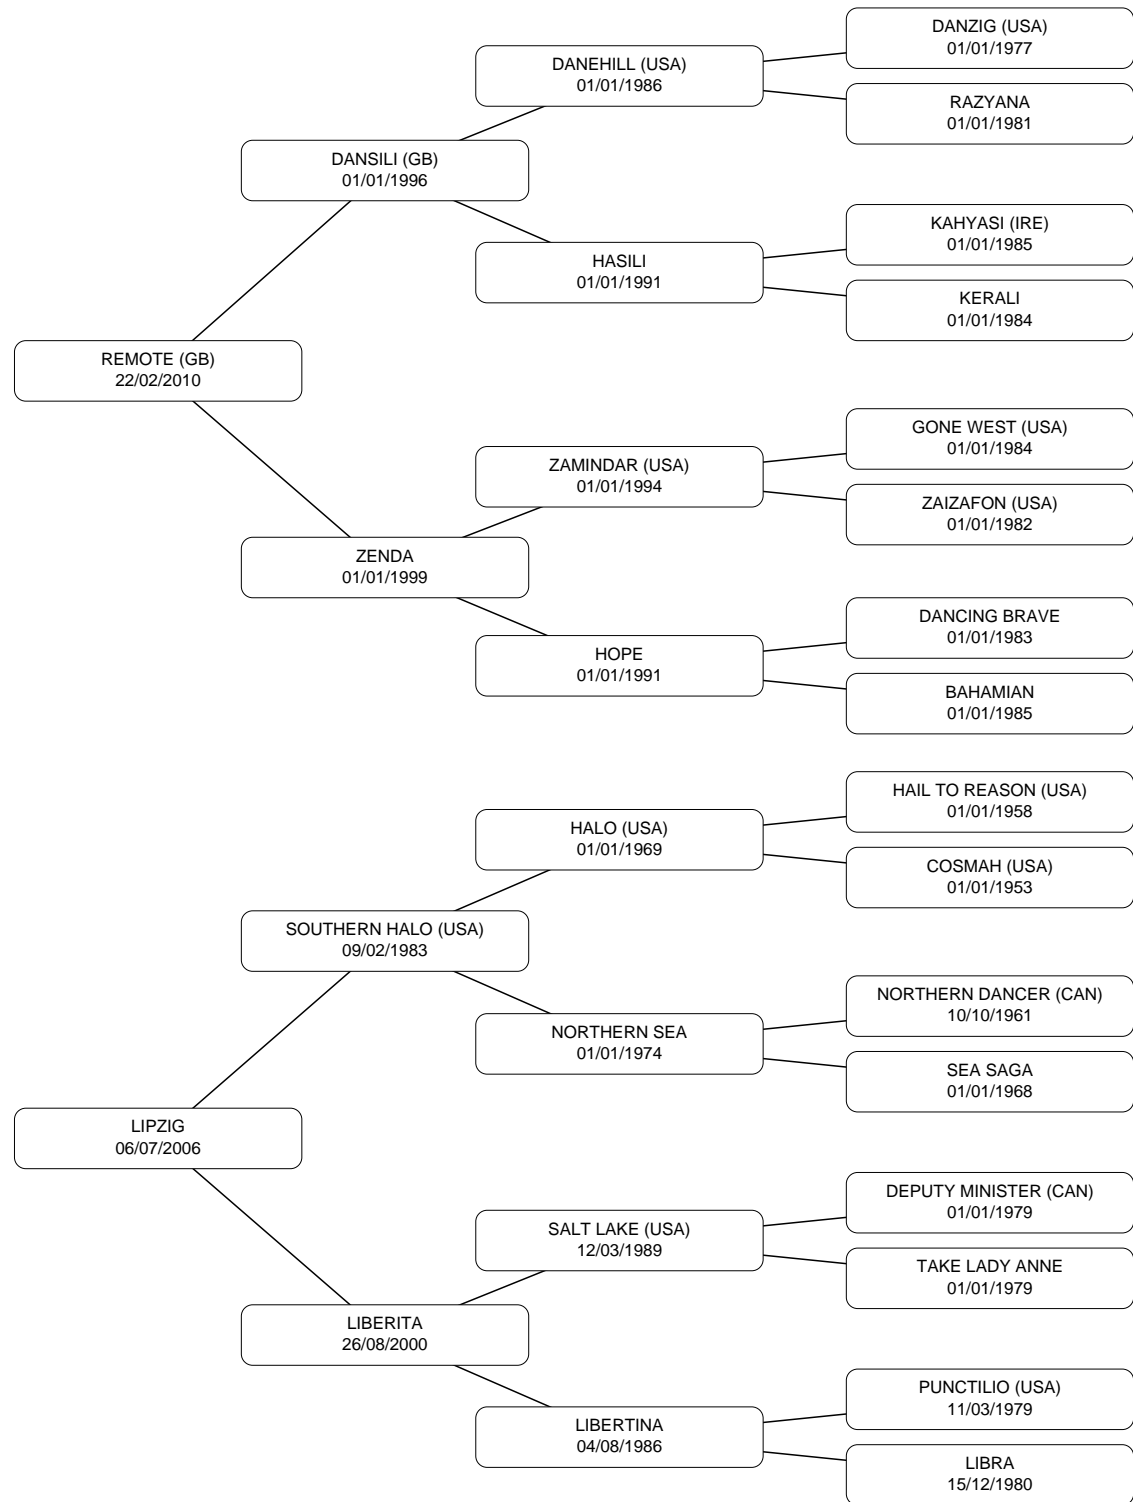 DANZIG (USA)
01/01/1977
DANEHILL (USA)
01/01/1986
RAZYANA
01/01/1981
DANSILI (GB)
01/01/1996
KAHYASI (IRE)
01/01/1985
HASILI
01/01/1991
KERALI
01/01/1984
REMOTE (GB)
22/02/2010
GONE WEST (USA)
01/01/1984
ZAMINDAR (USA)
01/01/1994
ZAIZAFON (USA)
01/01/1982
ZENDA
01/01/1999
DANCING BRAVE
01/01/1983
HOPE
01/01/1991
BAHAMIAN
01/01/1985
HAIL TO REASON (USA)
01/01/1958
HALO (USA)
01/01/1969
COSMAH (USA)
01/01/1953
SOUTHERN HALO (USA)
09/02/1983
NORTHERN DANCER (CAN)
10/10/1961
NORTHERN SEA
01/01/1974
SEA SAGA
01/01/1968
LIPZIG
06/07/2006
DEPUTY MINISTER (CAN)
01/01/1979
SALT LAKE (USA)
12/03/1989
TAKE LADY ANNE
01/01/1979
LIBERITA
26/08/2000
PUNCTILIO (USA)
11/03/1979
LIBERTINA
04/08/1986
LIBRA
15/12/1980